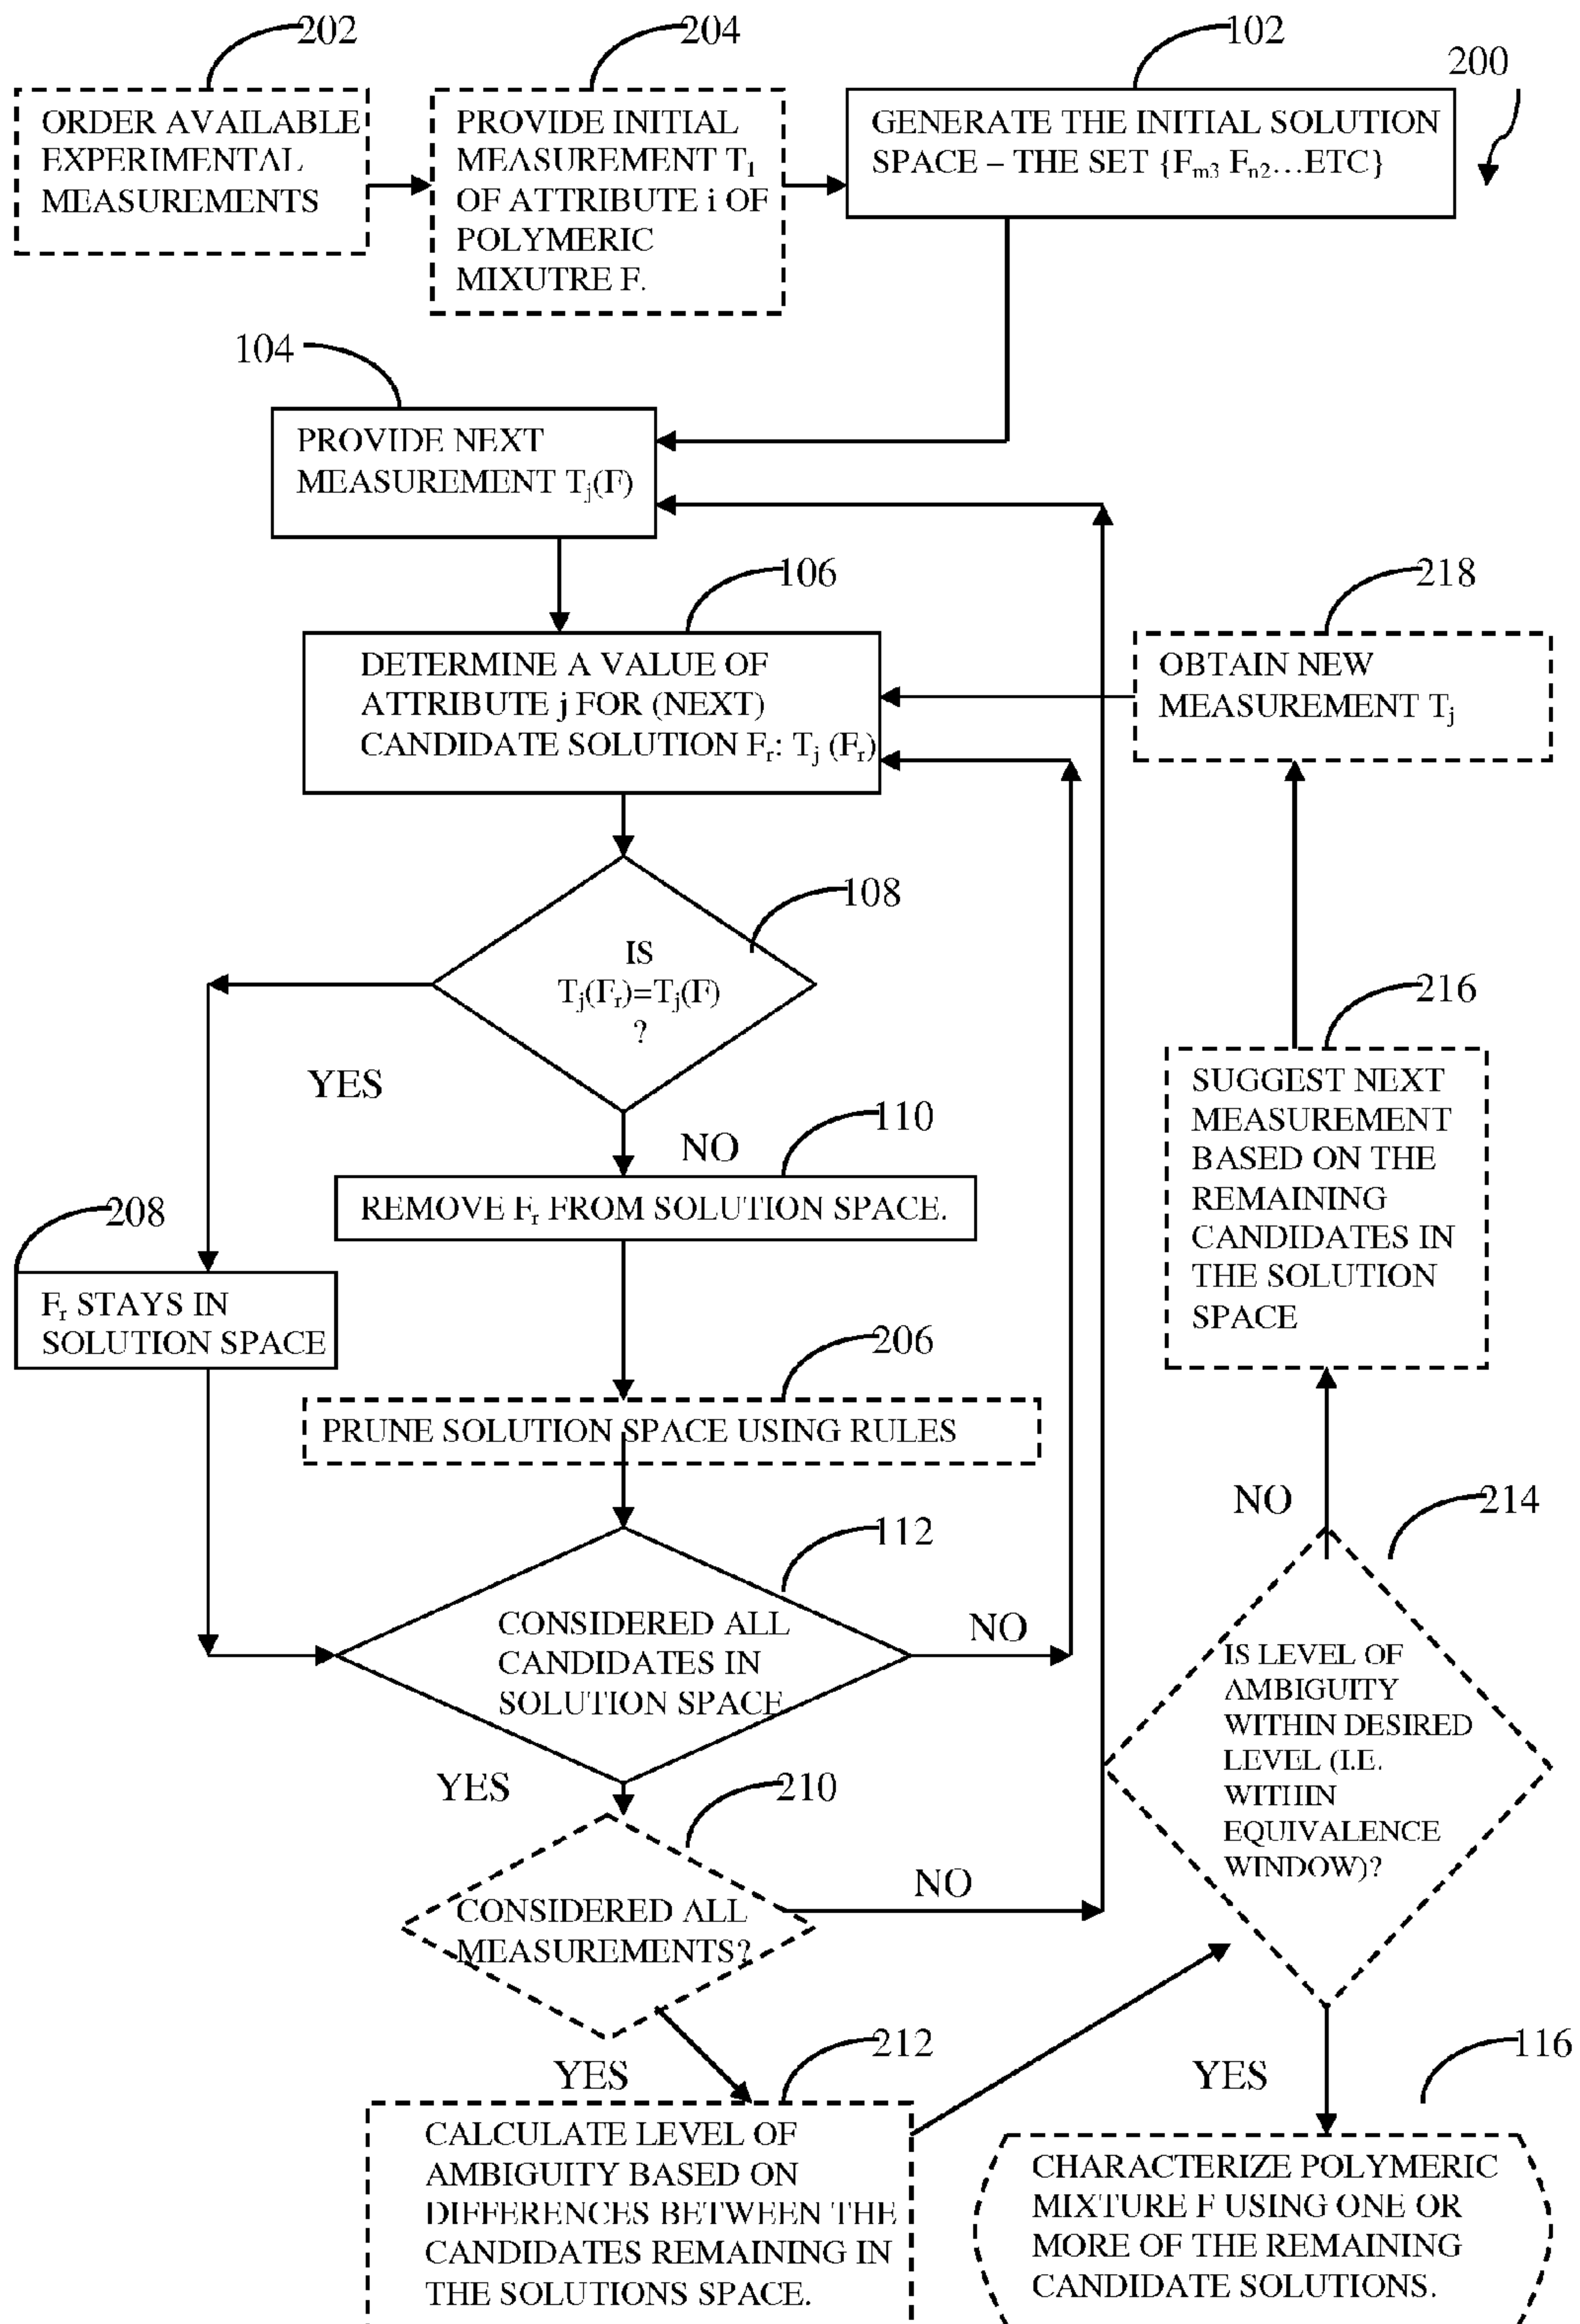 202
204
102
200
ORDER AVAILABLE
EXPERIMENTAL
MEASUREMENTS
PROVIDE INITIAL
MEASUREMENT T₁
OF ATTRIBUTE i OF
POLYMERIC
MIXUTRE F.
GENERATE THE INITIAL SOLUTION
SPACE – THE SET {Fₘ₃ Fₙ₂…ETC}
104
PROVIDE NEXT
MEASUREMENT Tⱼ(F)
106
218
DETERMINE A VALUE OF
ATTRIBUTE j FOR (NEXT)
CANDIDATE SOLUTION Fᵣ: Tⱼ (Fᵣ)
OBTAIN NEW
MEASUREMENT Tⱼ
108
IS
Tⱼ(Fᵣ)=Tⱼ(F)
?
216
YES
NO
110
SUGGEST NEXT
MEASUREMENT
BASED ON THE
REMAINING
CANDIDATES IN
THE SOLUTION
SPACE
REMOVE Fᵣ FROM SOLUTION SPACE.
208
Fᵣ STAYS IN
SOLUTION SPACE
206
PRUNE SOLUTION SPACE USING RULES
NO
214
112
CONSIDERED ALL
CANDIDATES IN
SOLUTION SPACE
NO
IS LEVEL OF
AMBIGUITY
WITHIN DESIRED
LEVEL (I.E.
WITHIN
EQUIVALENCE
WINDOW)?
YES
210
CONSIDERED ALL
MEASUREMENTS?
NO
YES
212
YES
116
CALCULATE LEVEL OF
AMBIGUITY BASED ON
DIFFERENCES BETWEEN THE
CANDIDATES REMAINING IN
THE SOLUTIONS SPACE.
CHARACTERIZE POLYMERIC
MIXTURE F USING ONE OR
MORE OF THE REMAINING
CANDIDATE SOLUTIONS.